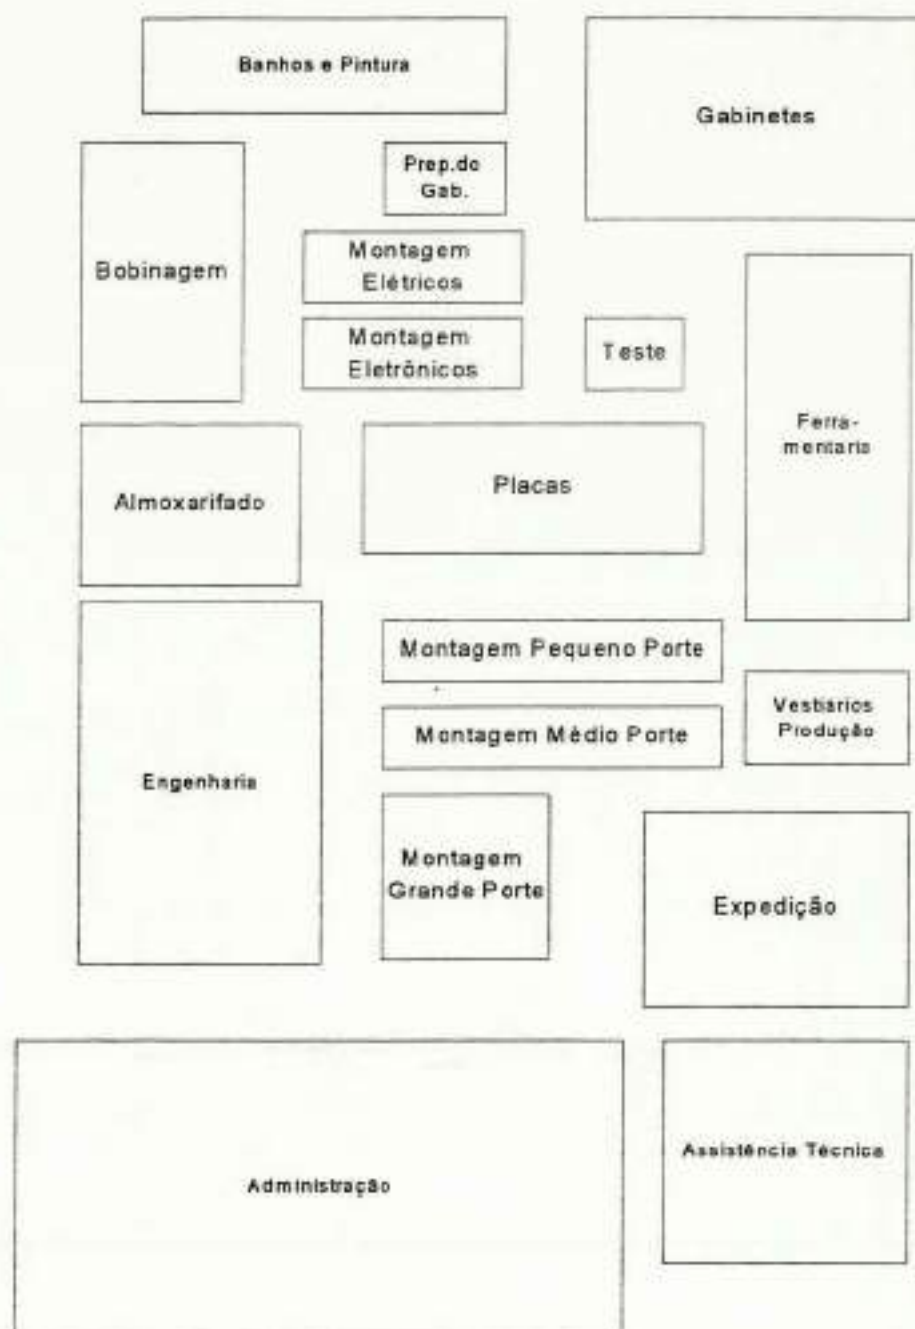 Banhos e Pintura
Gabinetes
Prep.do
Gab.
Bobinagem
Montagem
Elétricos
Montagem
Eletrônicos
Teste
Ferra-
mentaria
Almoxarifado
Placas
Montagem Pequeno Porte
Vestiários
Produção
Montagem Médio Porte
Engenharia
Montagem
Grande Porte
Expedição
Assistência Técnica
Administração